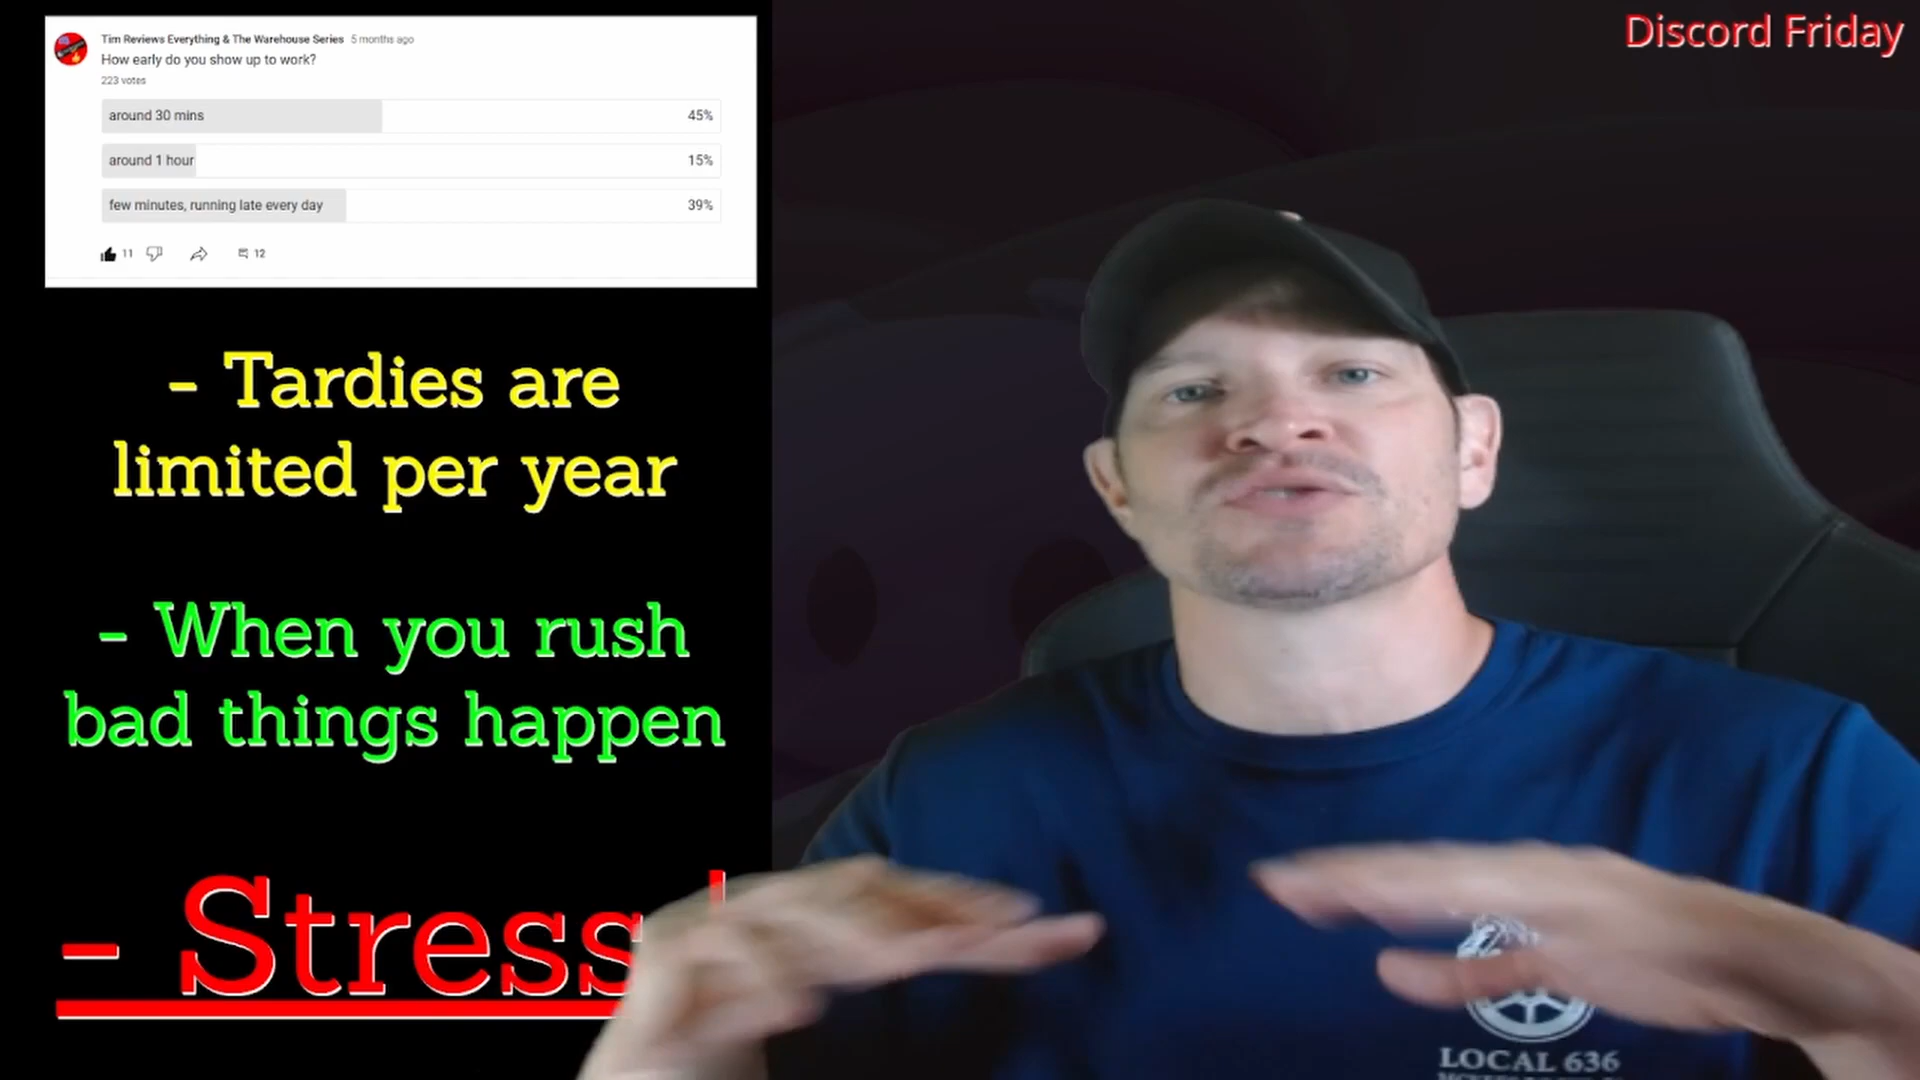 Discord Friday
Tim Reviews Everything & The Warehouse Series 5 months ago
How early do you show up to work?
223 votes
around 30 mins 45%
around 1 hour 15%
few minutes, running late every day 39%
11 12
- Tardies are
limited per year
- When you rush
bad things happen
- Stress
LOCAL 636